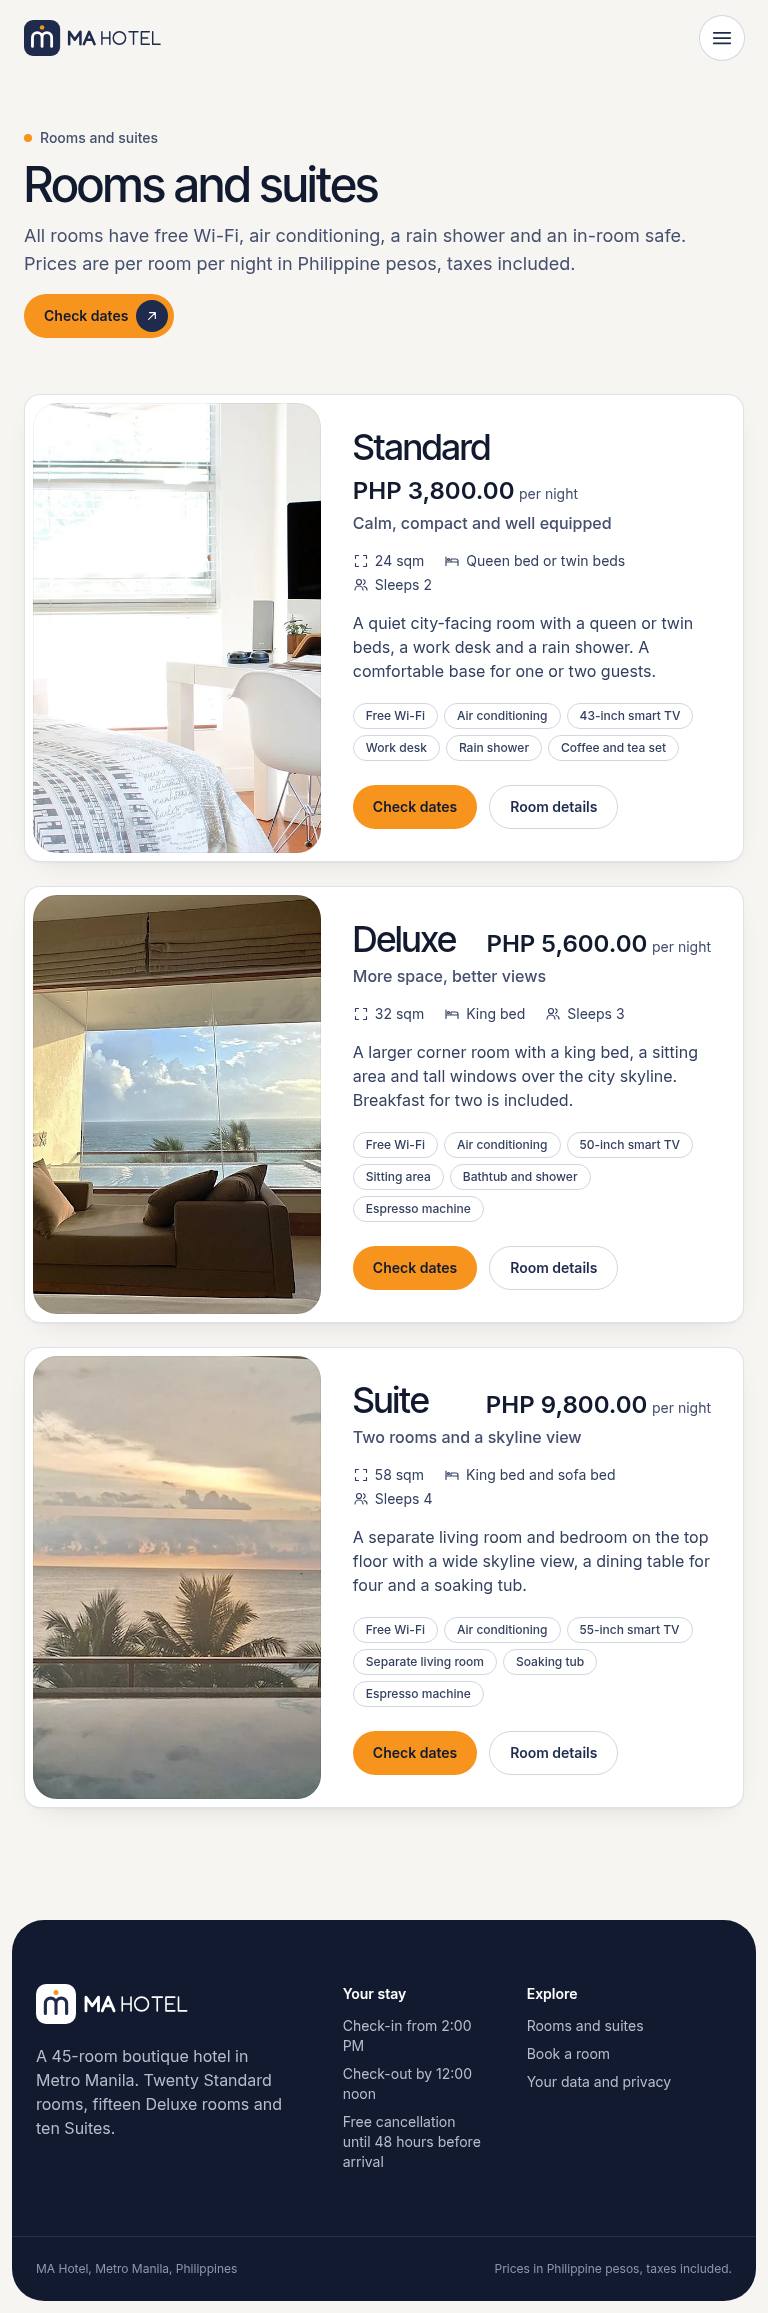 MA HOTEL
Rooms and suites
Rooms and suites
All rooms have free Wi-Fi, air conditioning, a rain shower and an in-room safe.
Prices are per room per night in Philippine pesos, taxes included.
Check dates
Standard
PHP 3,800.00 per night
Calm, compact and well equipped
24 sqm Queen bed or twin beds
Sleeps 2
A quiet city-facing room with a queen or twin
beds, a work desk and a rain shower. A
comfortable base for one or two guests.
Free Wi-Fi Air conditioning 43-inch smart TV
Work desk Rain shower Coffee and tea set
Check dates Room details
Deluxe PHP 5,600.00 per night
More space, better views
32 sqm King bed Sleeps 3
A larger corner room with a king bed, a sitting
area and tall windows over the city skyline.
Breakfast for two is included.
Free Wi-Fi Air conditioning 50-inch smart TV
Sitting area Bathtub and shower
Espresso machine
Check dates Room details
Suite PHP 9,800.00 per night
Two rooms and a skyline view
58 sqm King bed and sofa bed
Sleeps 4
A separate living room and bedroom on the top
floor with a wide skyline view, a dining table for
four and a soaking tub.
Free Wi-Fi Air conditioning 55-inch smart TV
Separate living room Soaking tub
Espresso machine
Check dates Room details
MA HOTEL
A 45-room boutique hotel in
Metro Manila. Twenty Standard
rooms, fifteen Deluxe rooms and
ten Suites.
Your stay
Check-in from 2:00
PM
Check-out by 12:00
noon
Free cancellation
until 48 hours before
arrival
Explore
Rooms and suites
Book a room
Your data and privacy
MA Hotel, Metro Manila, Philippines
Prices in Philippine pesos, taxes included.